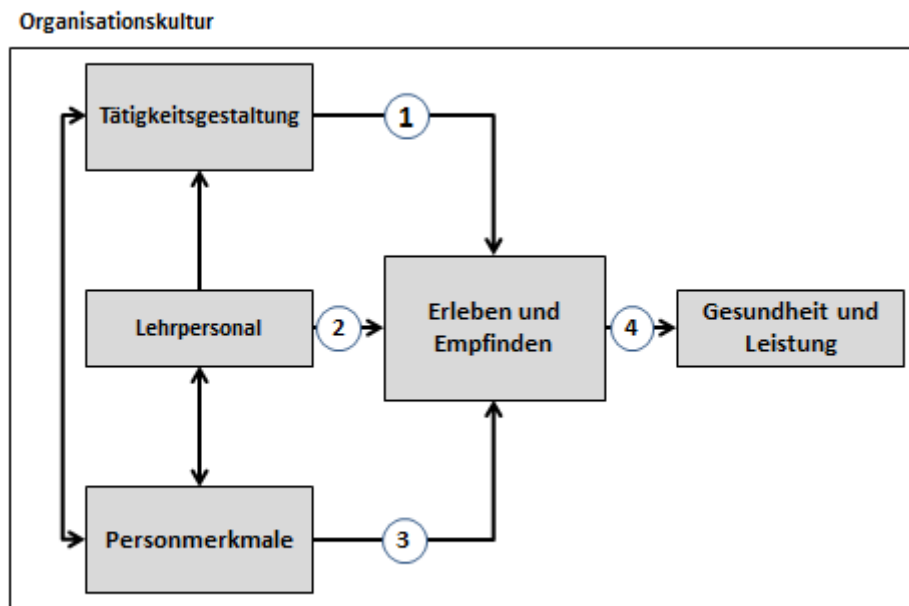 Organisationskultur
Tätigkeitsgestaltung
1
Lehrpersonal
2
Erleben und
Empfinden
4
Gesundheit und
Leistung
Personmerkmale
3